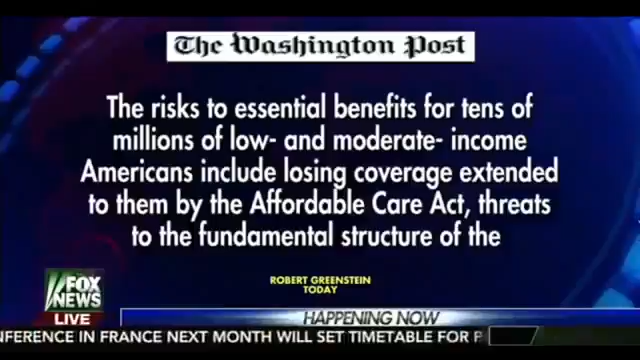 The Washington Post
The risks to essential benefits for tens of
millions of low- and moderate- income
Americans include losing coverage extended
to them by the Affordable Care Act, threats
to the fundamental structure of the
ROBERT GREENSTEIN
TODAY
FOX
NEWS
LIVE
HAPPENING NOW
IN FRANCE NEXT MONTH WILL SET TIMETABLE FOR